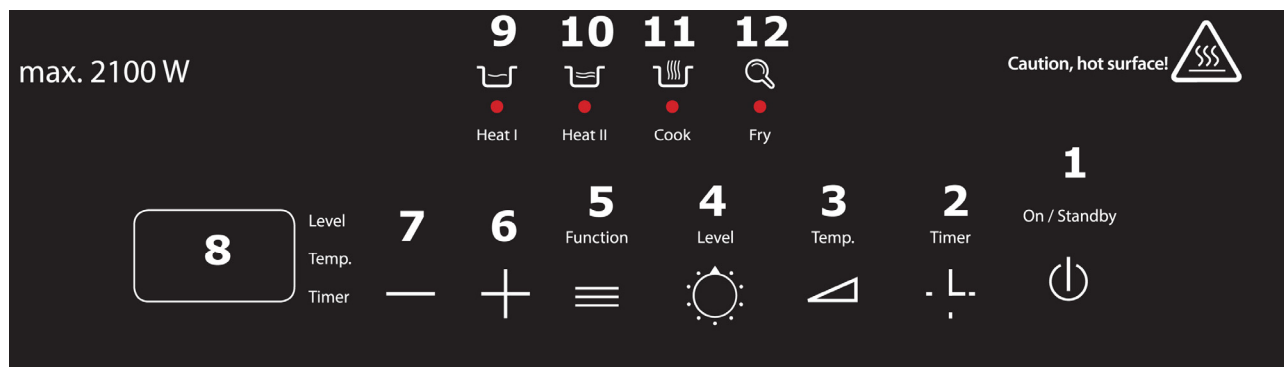 9 10 11 12
max. 2100 W
Caution, hot surface!
Heat I Heat II Cook Fry
1
8
Level
Temp.
Timer
7 6 5 4 3 2
Function Level Temp. Timer On / Standby